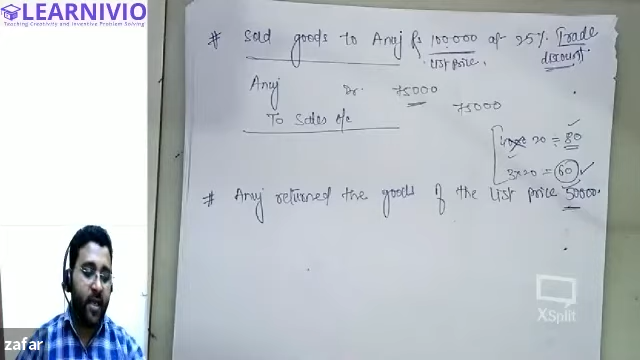 LEARNIVIO
Teaching Creativity and Inventive Problem Solving
# Sold goods to Anuj Rs 100000 at 25% Trade
List price. discount.
Anuj Dr. 75000
To Sales a/c 75000
20 = 80
3x20 = 60
# Anuj returned the goods of the List price 50000.
XSplit
zafar